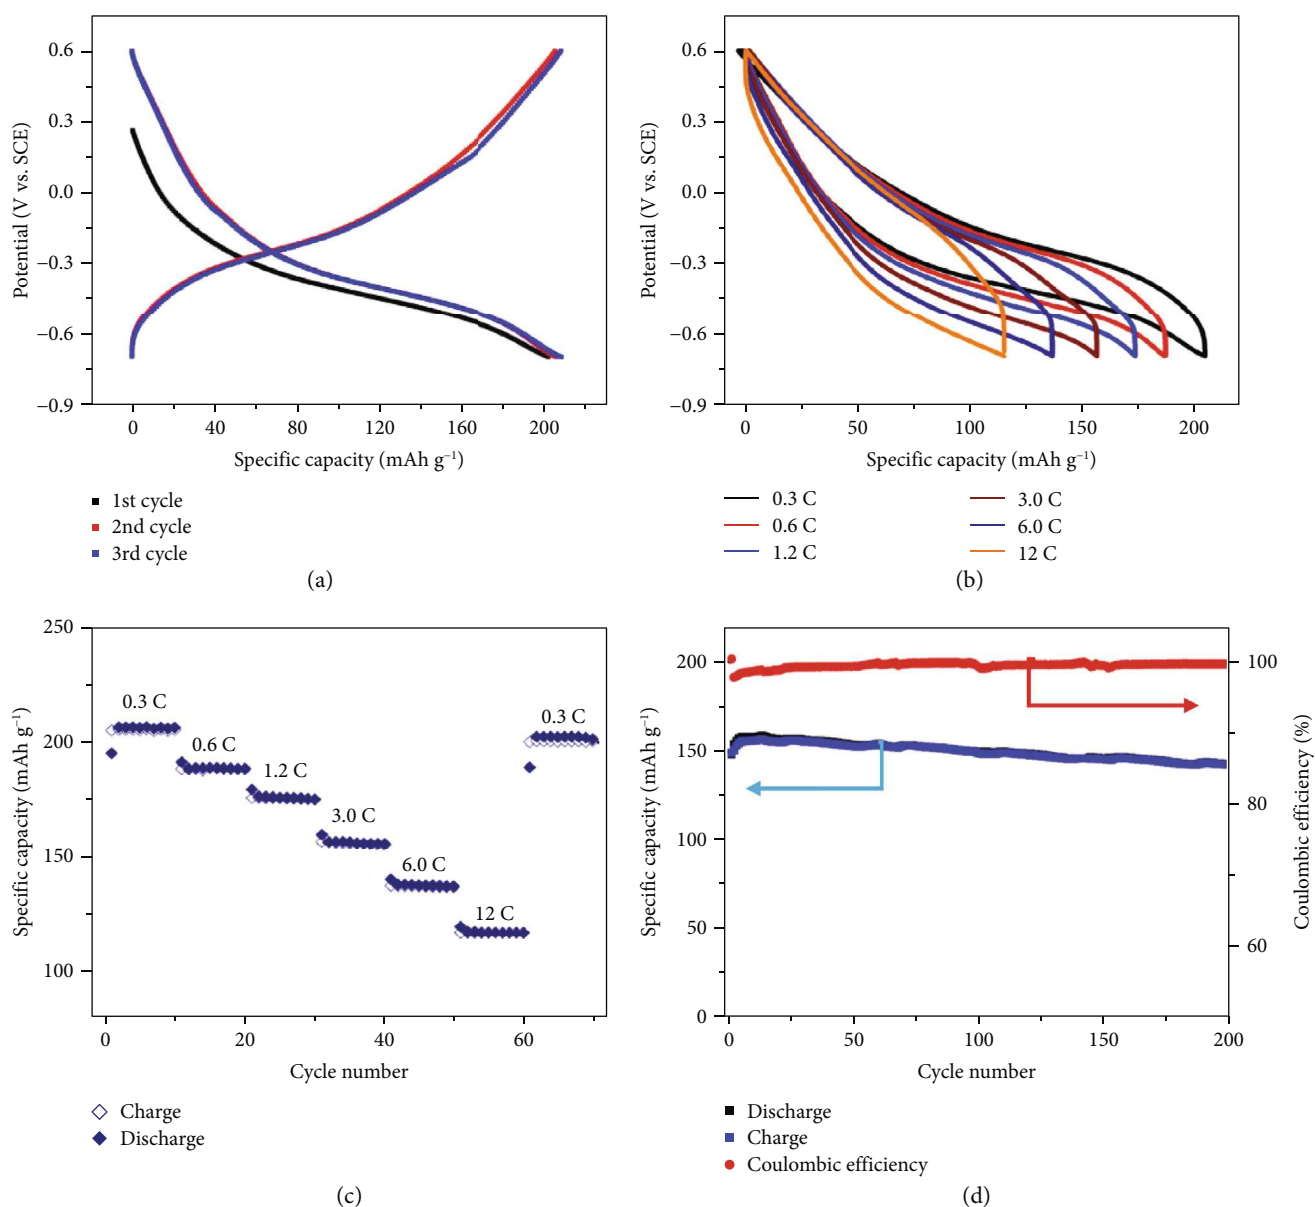 0.6
0.3
0.0
−0.3
−0.6
−0.9
Potential (V vs. SCE)
0 40 80 120 160 200
Specific capacity (mAh g⁻¹)
1st cycle
2nd cycle
3rd cycle
(a)
0.6
0.3
0.0
−0.3
−0.6
−0.9
Potential (V vs. SCE)
0 50 100 150 200
Specific capacity (mAh g⁻¹)
0.3 C 3.0 C
0.6 C 6.0 C
1.2 C 12 C
(b)
250
200
150
100
Specific capacity (mAh g⁻¹)
0.3 C
0.6 C
1.2 C
3.0 C
6.0 C
12 C
0.3 C
0 20 40 60
Cycle number
Charge
Discharge
(c)
200
150
100
50
0
Specific capacity (mAh g⁻¹)
100
80
60
Coulombic efficiency (%)
0 50 100 150 200
Cycle number
Discharge
Charge
Coulombic efficiency
(d)